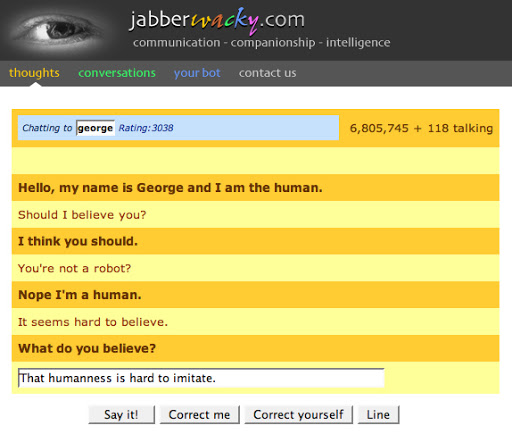 jabberwacky.com
communication - companionship - intelligence
thoughts conversations your bot contact us
Chatting to george Rating:3038 6,805,745 + 118 talking
Hello, my name is George and I am the human.
Should I believe you?
I think you should.
You're not a robot?
Nope I'm a human.
It seems hard to believe.
What do you believe?
That humanness is hard to imitate.
Say it! Correct me Correct yourself Line